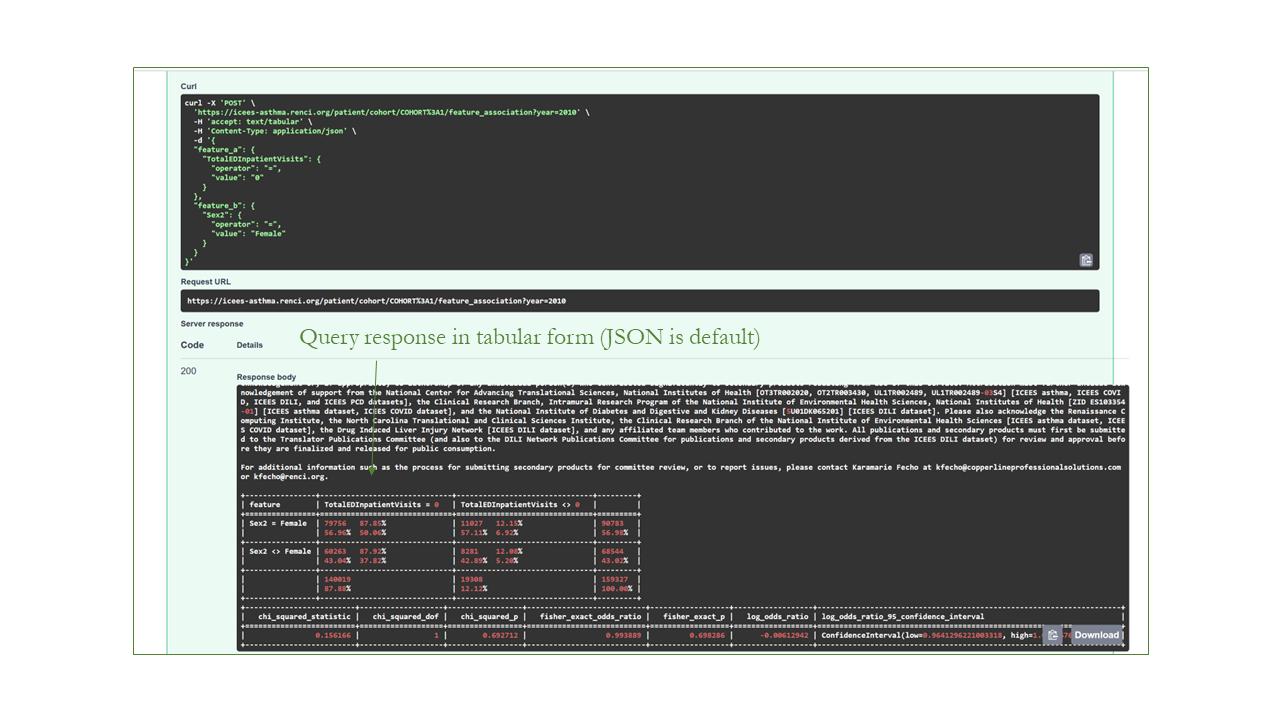 Curl
curl -X 'POST' \
'https://icees-asthma.renci.org/patient/cohort/COHORT%3A1/feature_association?year=2010' \
-H 'accept: text/tabular' \
-H 'Content-Type: application/json' \
-d '{
"feature_a": {
"TotalEDInpatientVisits": {
"operator": "=",
"value": "0"
}
},
"feature_b": {
"Sex2": {
"operator": "=",
"value": "Female"
}
}
}'
Request URL
https://icees-asthma.renci.org/patient/cohort/COHORT%3A1/feature_association?year=2010
Server response
Query response in tabular form (JSON is default)
Code Details
200
Response body
nowledgement of support from the National Center for Advancing Translational Sciences, National Institutes of Health [OT3TR002020, OT2TR003430, UL1TR002489, UL1TR002489-03S4] [ICEES asthma, ICEES COVI
D, ICEES DILI, and ICEES PCD datasets], the Clinical Research Branch, Intramural Research Program of the National Institute of Environmental Health Sciences, National Institutes of Health [ZID ES103354
-01] [ICEES asthma dataset, ICEES COVID dataset], and the National Institute of Diabetes and Digestive and Kidney Diseases [5U01DK065201] [ICEES DILI dataset]. Please also acknowledge the Renaissance C
omputing Institute, the North Carolina Translational and Clinical Sciences Institute, the Clinical Research Branch of the National Institute of Environmental Health Sciences [ICEES asthma dataset, ICEE
S COVID dataset], the Drug Induced Liver Injury Network [ICEES DILI dataset], and any affiliated team members who contributed to the work. All publications and secondary products must first be submitte
d to the Translator Publications Committee (and also to the DILI Network Publications Committee for publications and secondary products derived from the ICEES DILI dataset) for review and approval befo
re they are finalized and released for public consumption.
For additional information such as the process for submitting secondary products for committee review, or to report issues, please contact Karamarie Fecho at kfecho@copperlineprofessionalsolutions.com
or kfecho@renci.org.
| feature | TotalEDInpatientVisits = 0 | TotalEDInpatientVisits <> 0 | |
| Sex2 = Female | 79756 87.85% | 11027 12.15% | 90783 |
| | 56.96% 50.06% | 57.11% 6.92% | 56.98% |
| Sex2 <> Female | 60263 87.92% | 8281 12.08% | 68544 |
| | 43.04% 37.82% | 42.89% 5.20% | 43.02% |
| | 140019 | 19308 | 159327 |
| | 87.88% | 12.12% | 100.00% |
| chi_squared_statistic | chi_squared_dof | chi_squared_p | fisher_exact_odds_ratio | fisher_exact_p | log_odds_ratio | log_odds_ratio_95_confidence_interval |
| 0.156166 | 1 | 0.692712 | 0.993889 | 0.698286 | -0.00612942 | ConfidenceInterval(low=0.9641296221003318, high=1.
Download